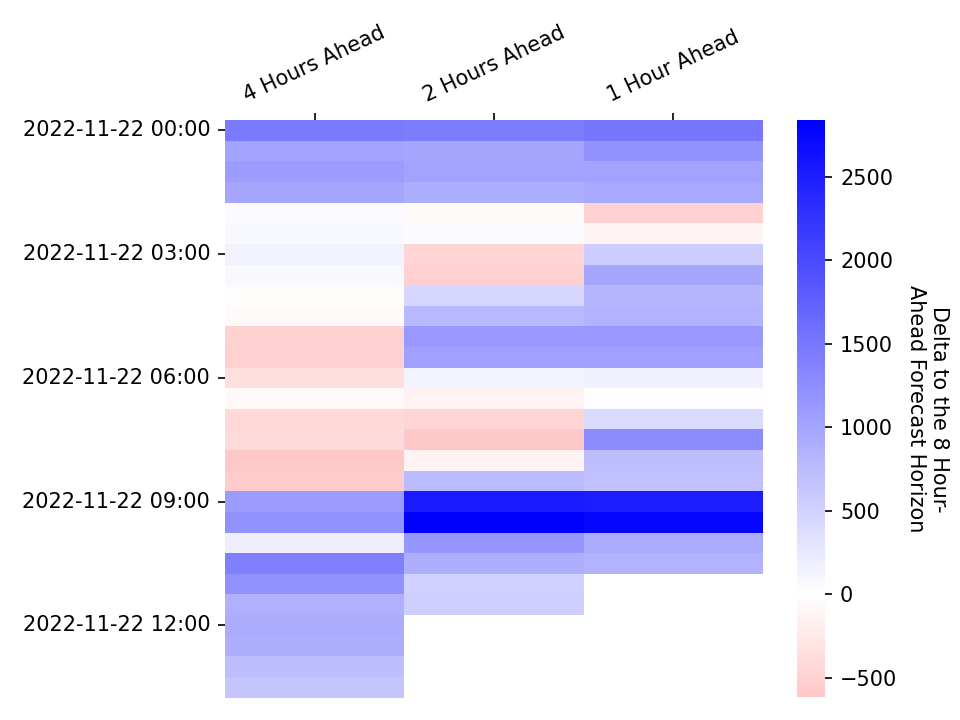 4 Hours Ahead
2 Hours Ahead
1 Hour Ahead
2022-11-22 00:00
2022-11-22 03:00
2022-11-22 06:00
2022-11-22 09:00
2022-11-22 12:00
2500
2000
1500
1000
500
0
−500
Delta to the 8 Hour-
Ahead Forecast Horizon